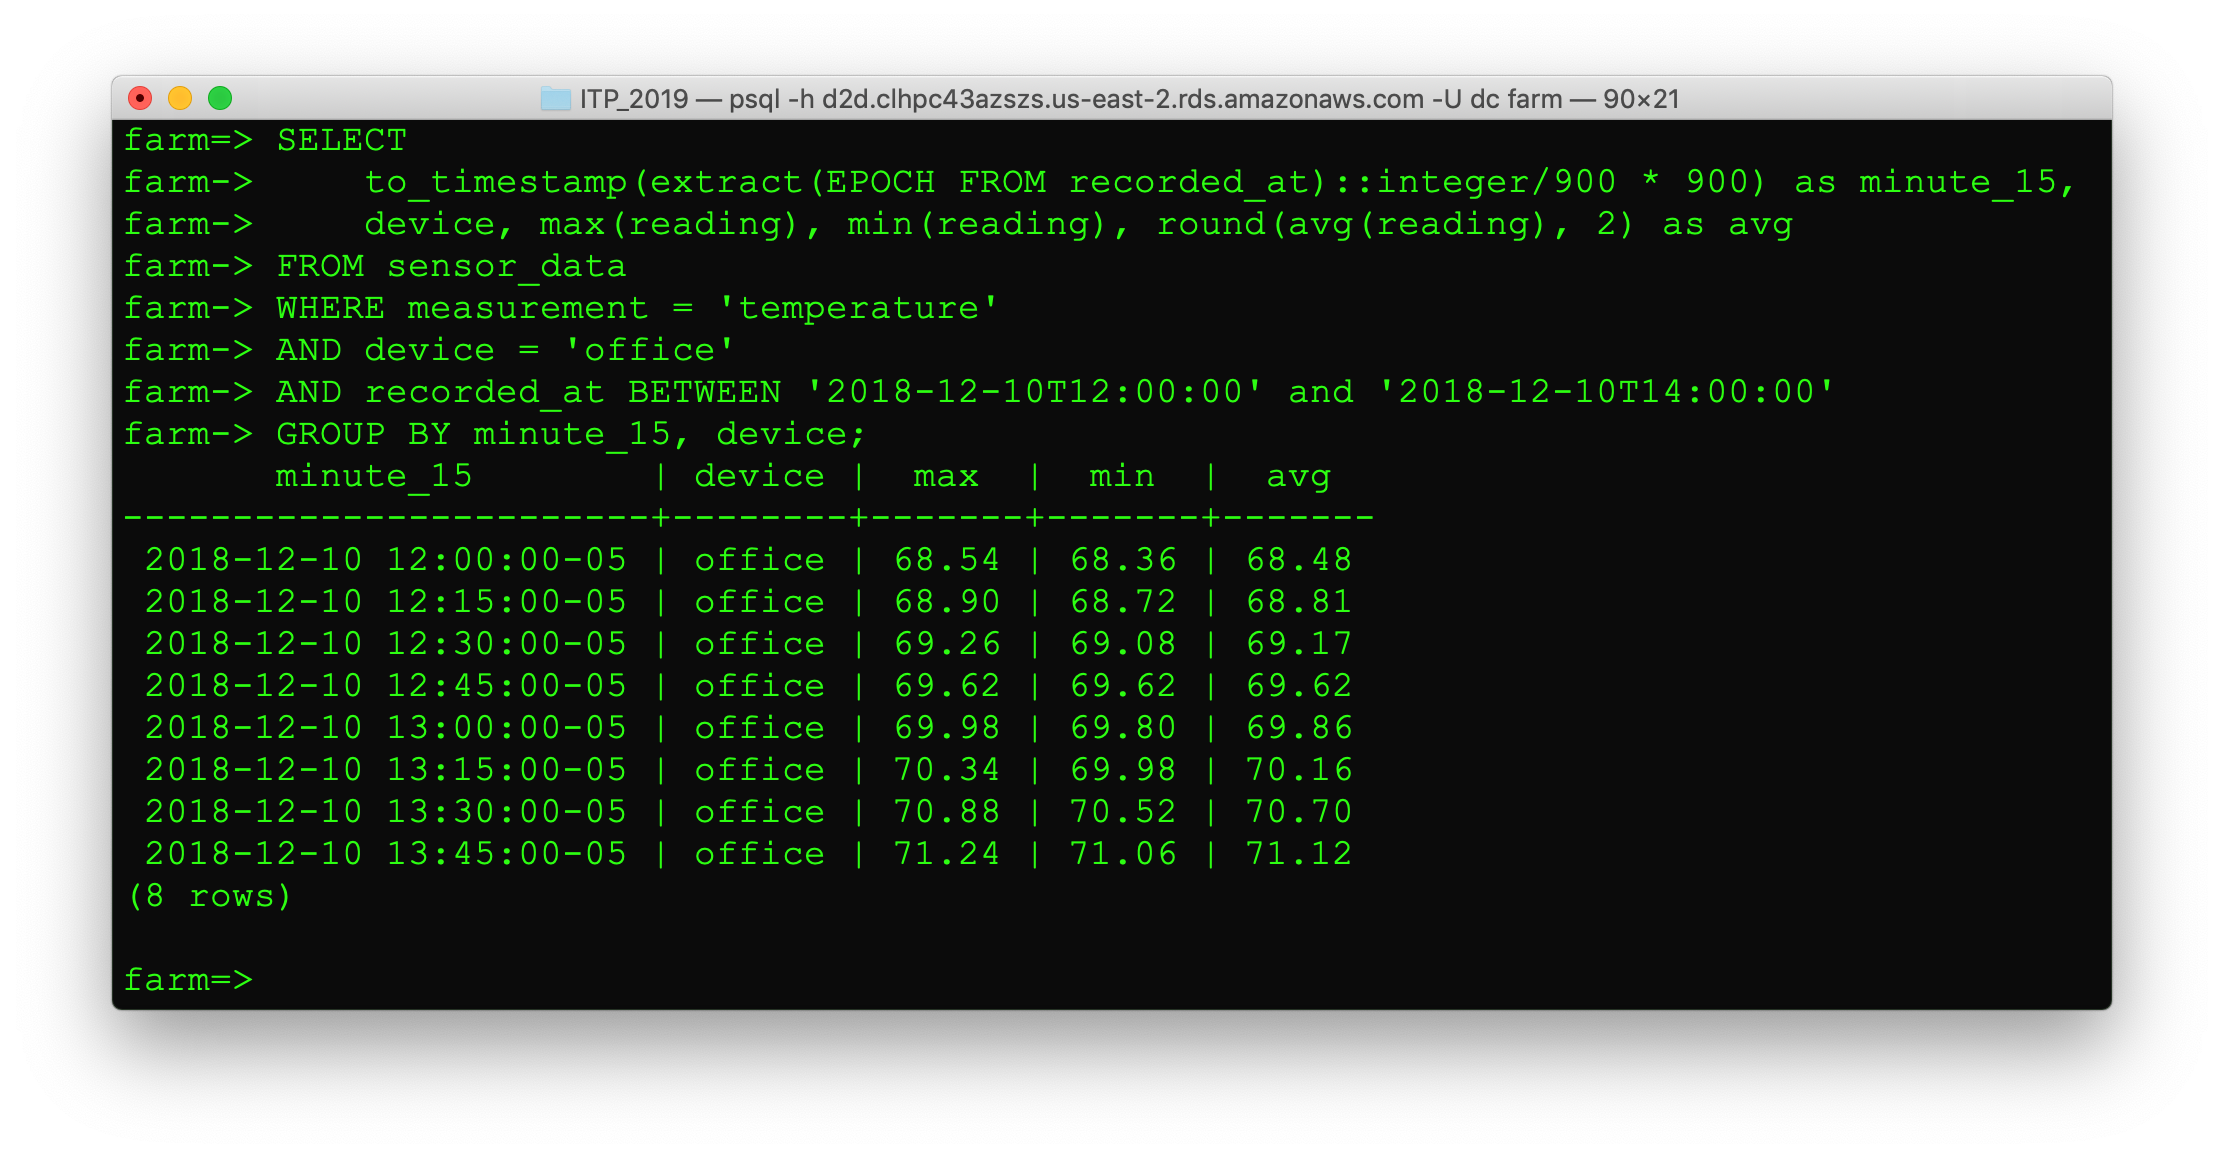 ITP_2019 — psql -h d2d.clhpc43azszs.us-east-2.rds.amazonaws.com -U dc farm — 90×21
farm=> SELECT
farm->     to_timestamp(extract(EPOCH FROM recorded_at)::integer/900 * 900) as minute_15,
farm->     device, max(reading), min(reading), round(avg(reading), 2) as avg
farm-> FROM sensor_data
farm-> WHERE measurement = 'temperature'
farm-> AND device = 'office'
farm-> AND recorded_at BETWEEN '2018-12-10T12:00:00' and '2018-12-10T14:00:00'
farm-> GROUP BY minute_15, device;
       minute_15        | device |  max  |  min  |  avg
------------------------+--------+-------+-------+-------
 2018-12-10 12:00:00-05 | office | 68.54 | 68.36 | 68.48
 2018-12-10 12:15:00-05 | office | 68.90 | 68.72 | 68.81
 2018-12-10 12:30:00-05 | office | 69.26 | 69.08 | 69.17
 2018-12-10 12:45:00-05 | office | 69.62 | 69.62 | 69.62
 2018-12-10 13:00:00-05 | office | 69.98 | 69.80 | 69.86
 2018-12-10 13:15:00-05 | office | 70.34 | 69.98 | 70.16
 2018-12-10 13:30:00-05 | office | 70.88 | 70.52 | 70.70
 2018-12-10 13:45:00-05 | office | 71.24 | 71.06 | 71.12
(8 rows)
farm=>